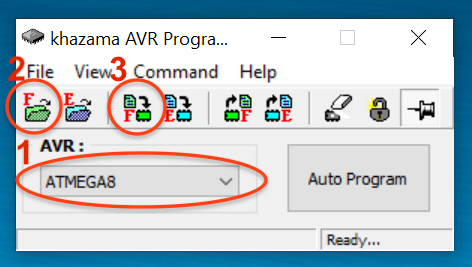 khazama AVR Progra...
2 3
File View Command Help
F E F E F E
1 AVR :
ATMEGA8
Auto Program
Ready...